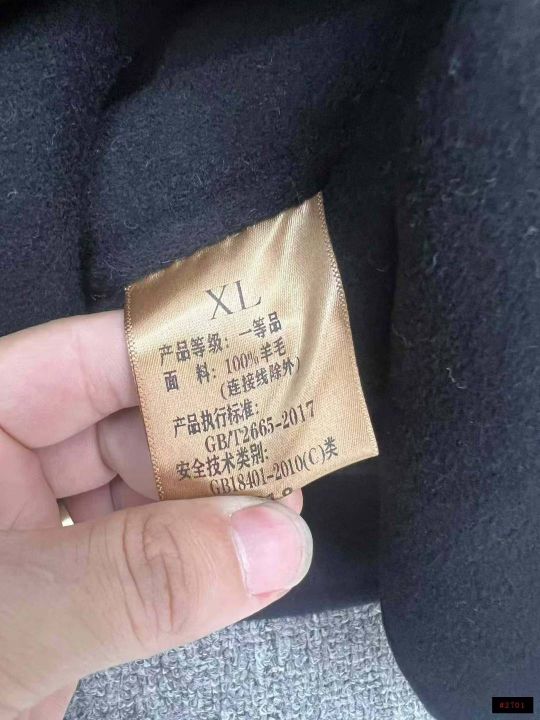 XL
产品等级: 一等品
面 料: 100%羊毛
(连接线除外)
产品执行标准:
GB/T2665-2017
安全技术类别:
GB18401-2010(C)类
#2701